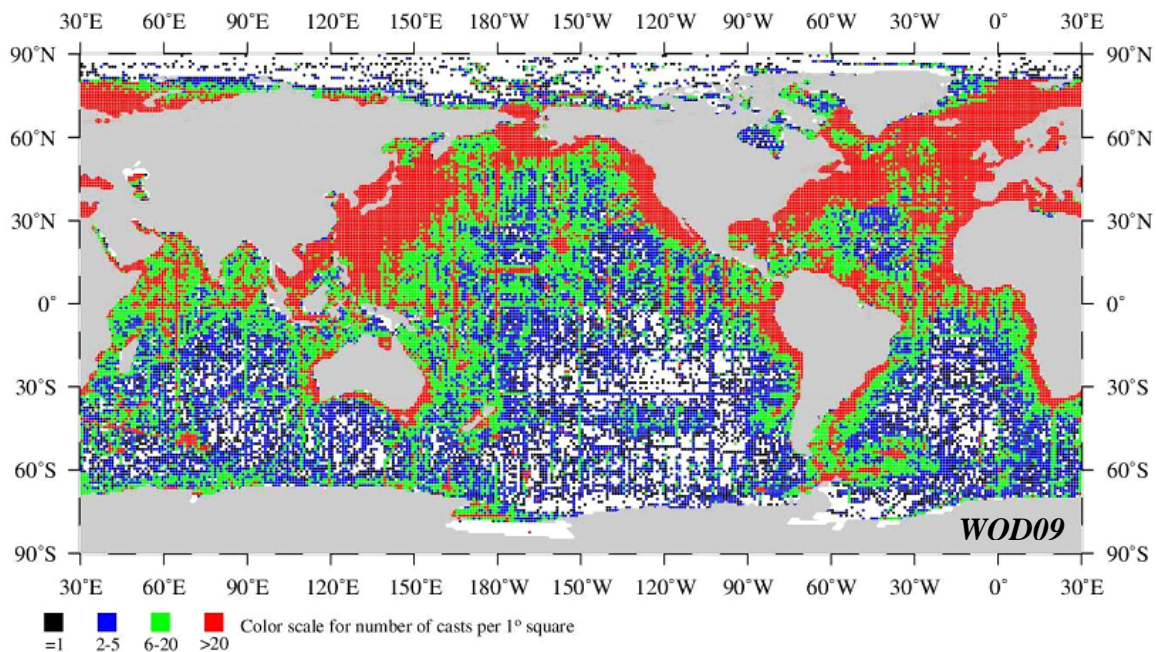 30°E 60°E 90°E 120°E 150°E 180°W 150°W 120°W 90°W 60°W 30°W 0° 30°E
90°N 90°N
60°N 60°N
30°N 30°N
0° 0°
30°S 30°S
60°S 60°S
WOD09
90°S 90°S
30°E 60°E 90°E 120°E 150°E 180°W 150°W 120°W 90°W 60°W 30°W 0° 30°E
Color scale for number of casts per 1° square
=1 2-5 6-20 >20